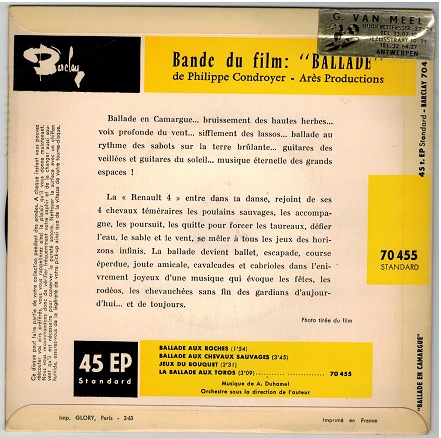 G. VAN MEEL
ANTWERPEN
Barclay
Bande du film: "BALLADE"
de Philippe Condroyer - Arès Productions
Ballade en Camargue... bruissement des hautes herbes...
voix profonde du vent... sifflement des lassos... ballade au
rythme des sabots sur la terre brûlante... guitares des
veillées et guitares du soleil... musique éternelle des grands
espaces !
La « Renault 4 » entre dans la danse, rejoint de ses
4 chevaux téméraires les poulains sauvages, les accompa-
gne, les poursuit, les quitte pour forcer les taureaux, défier
l'eau, le sable et le vent, se mêler à tous les jeux des hori-
zons infinis. La ballade devient ballet, escapade, course
éperdue, joute amicale, cavalcades et cabrioles dans l'eni-
vrement joyeux d'une musique qui évoque les fêtes, les
rodéos, les chevauchées sans fin des gardians d'aujour-
d'hui... et de toujours.
Photo tirée du film
45 EP
Standard
BALLADE AUX ROCHES (1'54)
BALLADE AUX CHEVAUX SAUVAGES (3'45)
JEUX DU BOUQUET (2'31)
LA BALLADE AUX TOROS (3'09) 70 455
Musique de A. Duhamel
Orchestre sous la direction de l'auteur
Imp. GLORY, Paris - 3-63
Imprimé en France
45 t. EP Standard - BARCLAY 704
70 455
STANDARD
"BALLADE EN CAMARGUE"